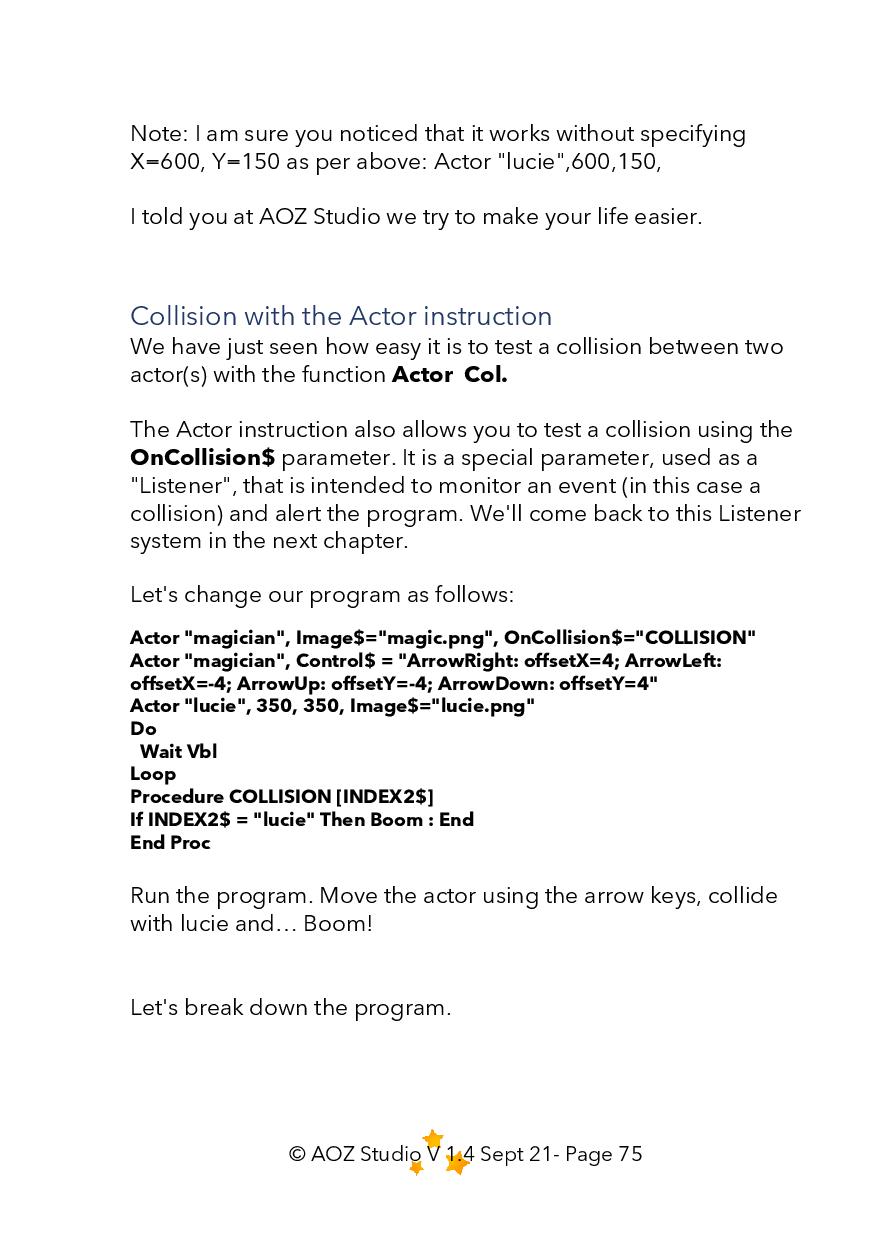 Note: I am sure you noticed that it works without specifying
X=600, Y=150 as per above: Actor "lucie",600,150,
I told you at AOZ Studio we try to make your life easier.
Collision with the Actor instruction
We have just seen how easy it is to test a collision between two
actor(s) with the function Actor  Col.
The Actor instruction also allows you to test a collision using the
OnCollision$ parameter. It is a special parameter, used as a
"Listener", that is intended to monitor an event (in this case a
collision) and alert the program. We'll come back to this Listener
system in the next chapter.
Let's change our program as follows:
Actor "magician", Image$="magic.png", OnCollision$="COLLISION"
Actor "magician", Control$ = "ArrowRight: offsetX=4; ArrowLeft:
offsetX=-4; ArrowUp: offsetY=-4; ArrowDown: offsetY=4"
Actor "lucie", 350, 350, Image$="lucie.png"
Do
  Wait Vbl
Loop
Procedure COLLISION [INDEX2$]
If INDEX2$ = "lucie" Then Boom : End
End Proc
Run the program. Move the actor using the arrow keys, collide
with lucie and… Boom!
Let's break down the program.
© AOZ Studio V 1.4 Sept 21- Page 75